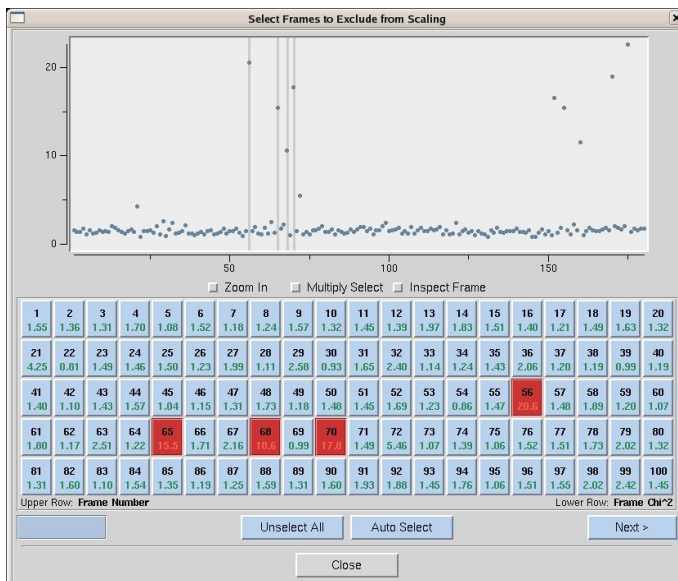 Select Frames to Exclude from Scaling
20
10
0
50 100 150
Zoom In Multiply Select Inspect Frame
1 2 3 4 5 6 7 8 9 10 11 12 13 14 15 16 17 18 19 20
1.55 1.36 1.31 1.70 1.08 1.52 1.18 1.24 1.57 1.32 1.45 1.39 1.97 1.83 1.51 1.40 1.21 1.49 1.63 1.32
21 22 23 24 25 26 27 28 29 30 31 32 33 34 35 36 37 38 39 40
4.25 0.81 1.49 1.46 1.50 1.23 1.99 1.11 2.58 0.93 1.65 2.40 1.14 1.24 1.43 2.06 1.20 1.19 0.99 1.19
41 42 43 44 45 46 47 48 49 50 51 52 53 54 55 56 57 58 59 60
1.40 1.10 1.43 1.57 1.04 1.15 1.31 1.73 1.18 1.48 1.45 1.69 1.23 0.86 1.47 20.6 1.48 1.89 1.20 1.07
61 62 63 64 65 66 67 68 69 70 71 72 73 74 75 76 77 78 79 80
1.80 1.17 2.51 1.22 15.5 1.71 2.16 10.6 0.99 17.8 1.49 5.46 1.07 1.39 1.06 1.52 1.51 1.73 2.02 1.32
81 82 83 84 85 86 87 88 89 90 91 92 93 94 95 96 97 98 99 100
1.31 1.60 1.10 1.54 1.35 1.19 1.25 1.59 1.31 1.60 1.93 1.88 1.45 1.76 1.06 1.51 1.55 2.02 2.42 1.45
Upper Row: Frame Number Lower Row: Frame Chi^2
Unselect All Auto Select Next >
Close